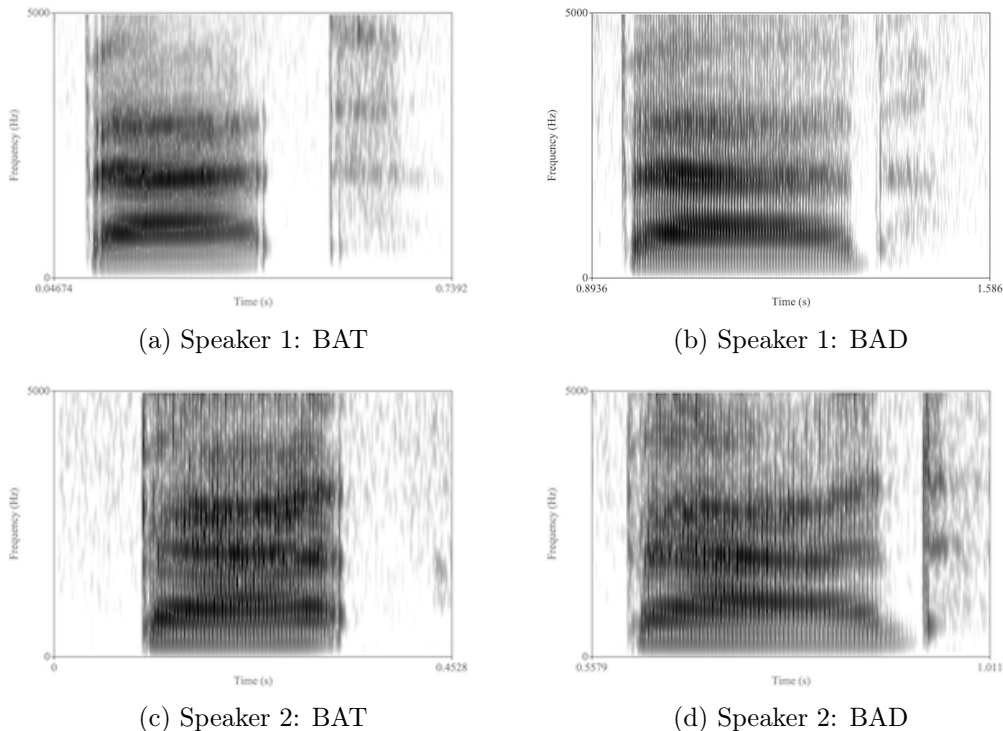 5000
Frequency (Hz)
0
0.04674
0.7392
Time (s)
(a) Speaker 1: BAT
5000
Frequency (Hz)
0
0.8936
1.586
Time (s)
(b) Speaker 1: BAD
5000
Frequency (Hz)
0
0
0.4528
Time (s)
(c) Speaker 2: BAT
5000
Frequency (Hz)
0
0.5579
1.011
Time (s)
(d) Speaker 2: BAD